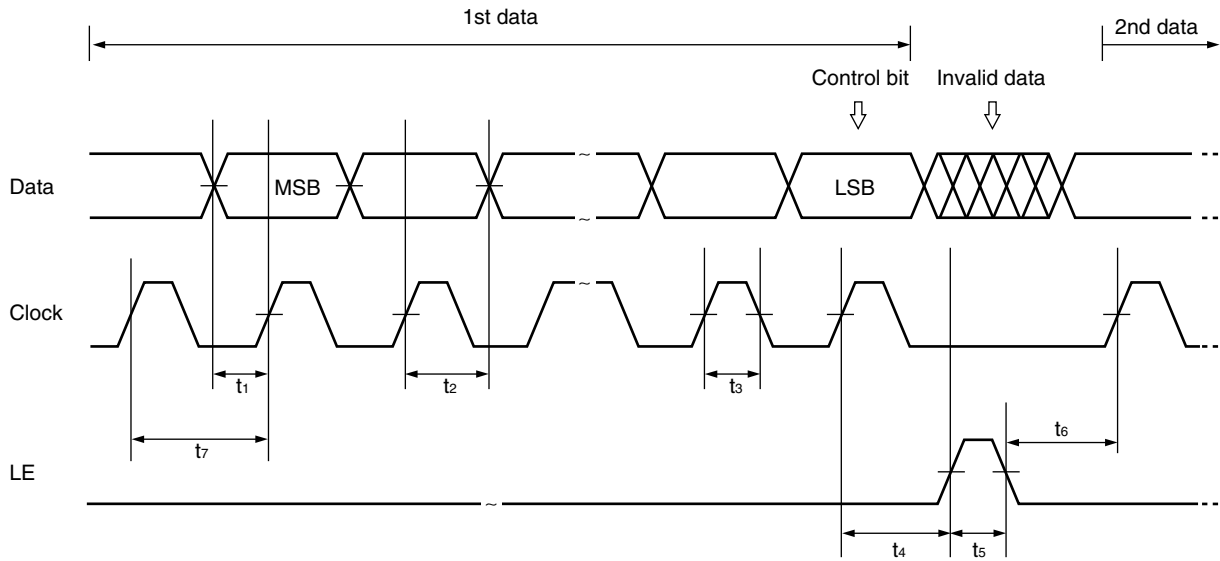 1st data
2nd data
Control bit
Invalid data
Data
MSB
LSB
Clock
t1
t2
t3
t7
t6
LE
t4
t5